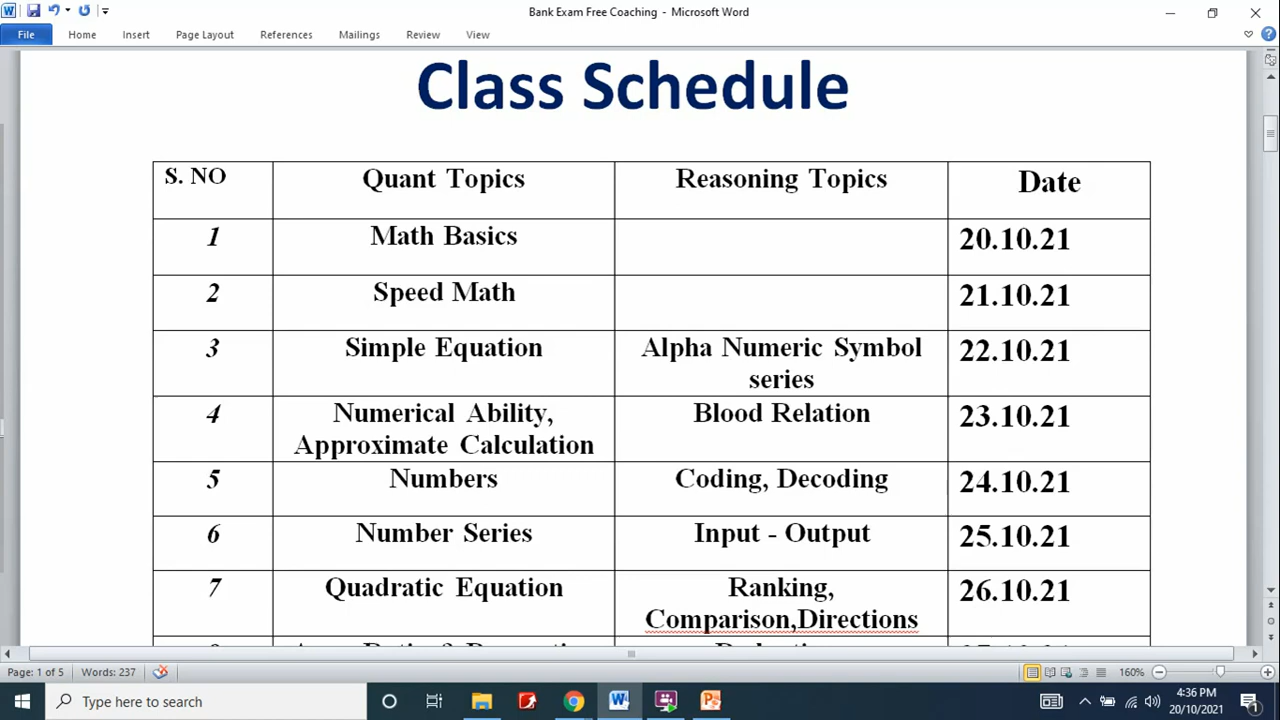 Bank Exam Free Coaching - Microsoft Word
File Home Insert Page Layout References Mailings Review View
Class Schedule
S. NO Quant Topics Reasoning Topics Date
1 Math Basics 20.10.21
2 Speed Math 21.10.21
3 Simple Equation Alpha Numeric Symbol 22.10.21
series
4 Numerical Ability, Blood Relation 23.10.21
Approximate Calculation
5 Numbers Coding, Decoding 24.10.21
6 Number Series Input - Output 25.10.21
7 Quadratic Equation Ranking, 26.10.21
Comparison,Directions
Page: 1 of 5 Words: 237 160%
Type here to search
4:36 PM
20/10/2021